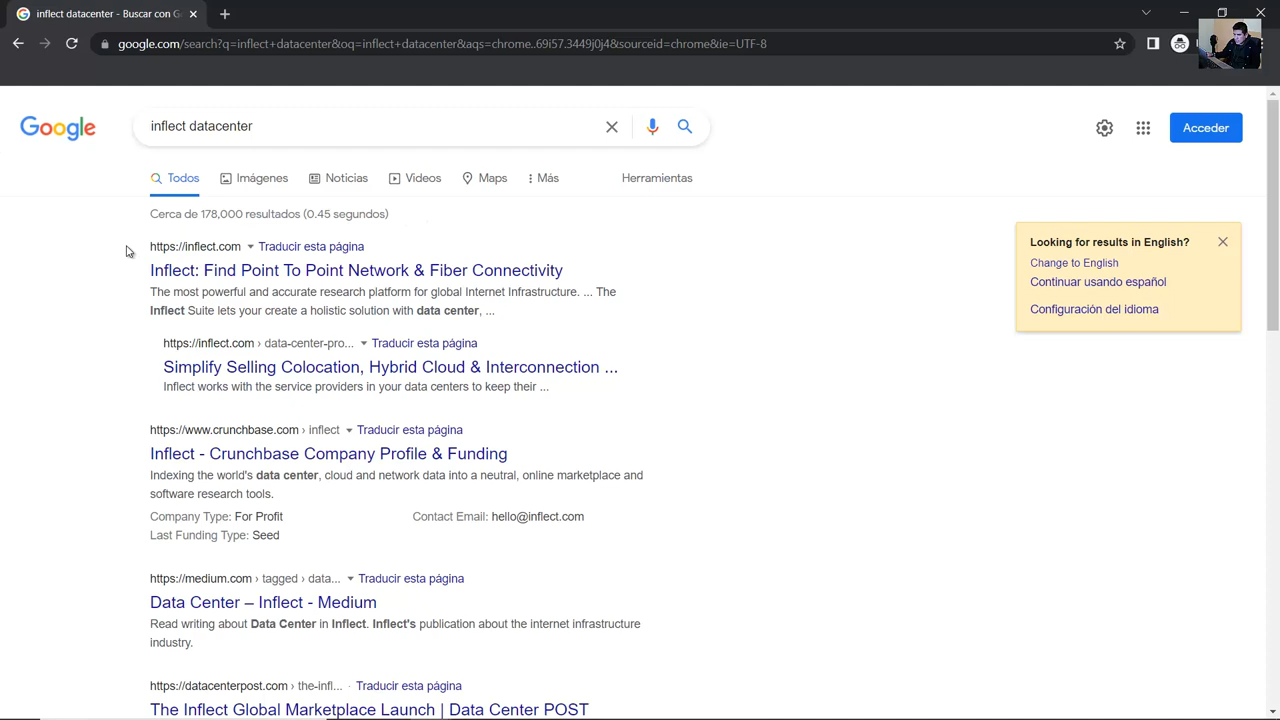 inflect datacenter - Buscar con G
google.com/search?q=inflect+datacenter&oq=inflect+datacenter&aqs=chrome..69i57.3449j0j4&sourceid=chrome&ie=UTF-8
Google
inflect datacenter
Acceder
Todos
Imágenes
Noticias
Videos
Maps
Más
Herramientas
Cerca de 178,000 resultados (0.45 segundos)
https://inflect.com Traducir esta página
Inflect: Find Point To Point Network & Fiber Connectivity
The most powerful and accurate research platform for global Internet Infrastructure. ... The
Inflect Suite lets your create a holistic solution with data center, ...
https://inflect.com › data-center-pro... Traducir esta página
Simplify Selling Colocation, Hybrid Cloud & Interconnection ...
Inflect works with the service providers in your data centers to keep their ...
https://www.crunchbase.com › inflect Traducir esta página
Inflect - Crunchbase Company Profile & Funding
Indexing the world's data center, cloud and network data into a neutral, online marketplace and
software research tools.
Company Type: For Profit
Contact Email: hello@inflect.com
Last Funding Type: Seed
https://medium.com › tagged › data... Traducir esta página
Data Center – Inflect - Medium
Read writing about Data Center in Inflect. Inflect's publication about the internet infrastructure
industry.
https://datacenterpost.com › the-infl... · Traducir esta página
The Inflect Global Marketplace Launch | Data Center POST
Looking for results in English?
Change to English
Continuar usando español
Configuración del idioma